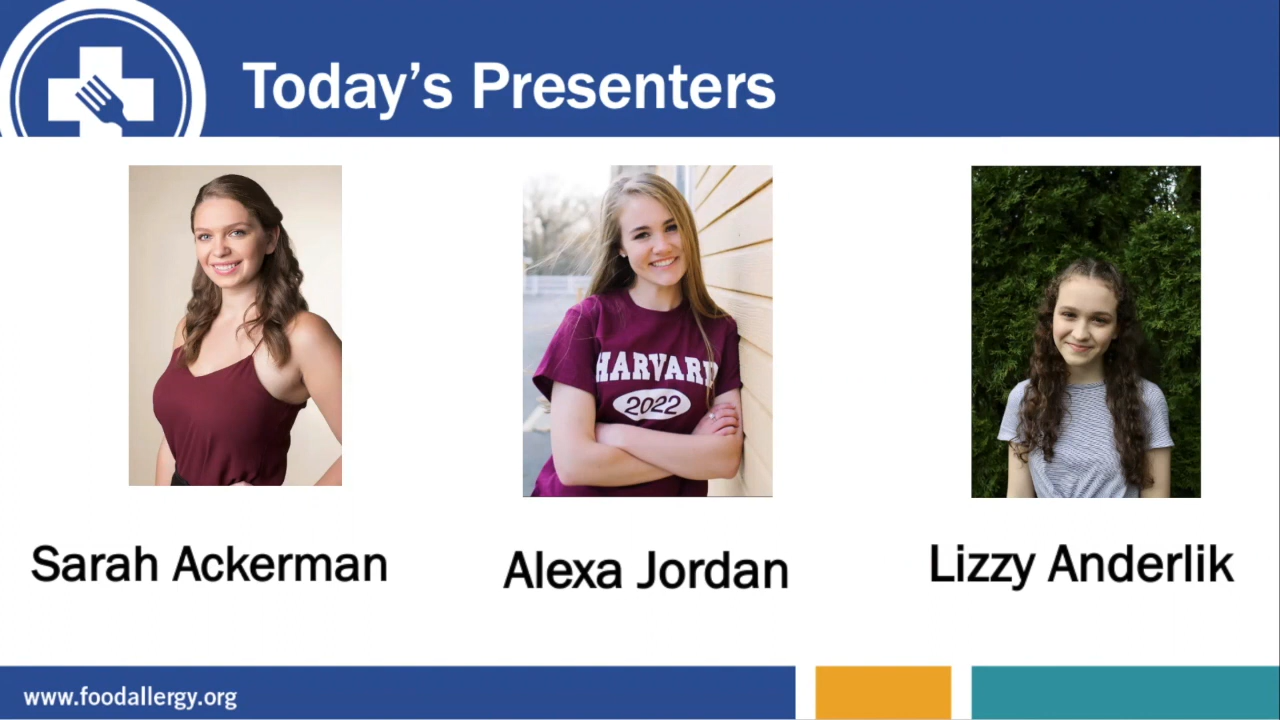 Today’s Presenters
HARVARD
2022
Sarah Ackerman
Alexa Jordan
Lizzy Anderlik
www.foodallergy.org